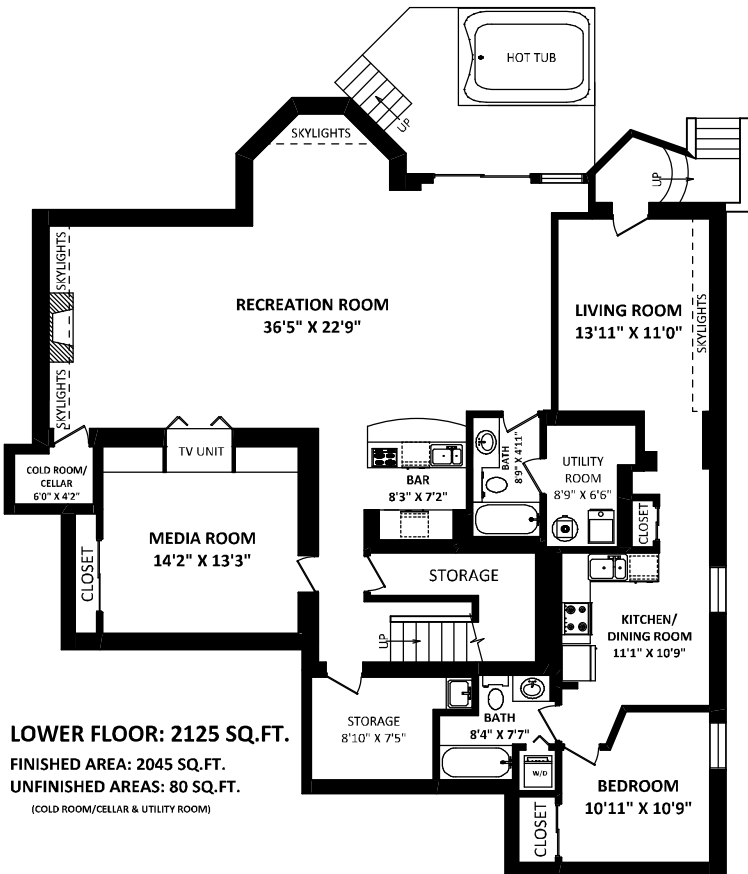 HOT TUB
UP
SKYLIGHTS
UP
SKYLIGHTS
RECREATION ROOM
36'5" X 22'9"
LIVING ROOM
13'11" X 11'0"
SKYLIGHTS
SKYLIGHTS
TV UNIT
COLD ROOM/
CELLAR
6'0" X 4'2"
BAR
8'3" X 7'2"
BATH
8'9" X 4'11"
UTILITY
ROOM
8'9" X 6'6"
CLOSET
MEDIA ROOM
14'2" X 13'3"
CLOSET
STORAGE
UP
KITCHEN/
DINING ROOM
11'1" X 10'9"
STORAGE
8'10" X 7'5"
BATH
8'4" X 7'7"
W/D
BEDROOM
10'11" X 10'9"
CLOSET
LOWER FLOOR: 2125 SQ.FT.
FINISHED AREA: 2045 SQ.FT.
UNFINISHED AREAS: 80 SQ.FT.
(COLD ROOM/CELLAR & UTILITY ROOM)